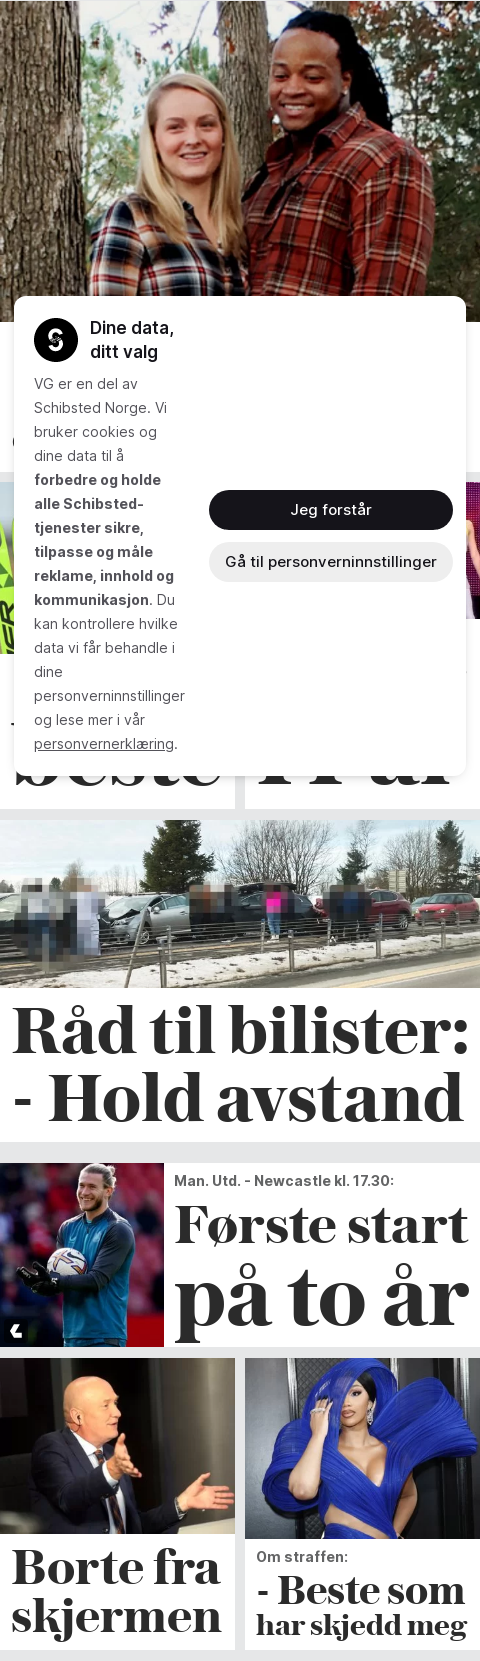 Dine data,
ditt valg
VG er en del av
Schibsted Norge. Vi
bruker cookies og
dine data til å
forbedre og holde
alle Schibsted-
tjenester sikre,
tilpasse og måle
reklame, innhold og
kommunikasjon. Du
kan kontrollere hvilke
data vi får behandle i
dine
personverninnstillinger
og lese mer i vår
personvernerklæring.
Jeg forstår
Gå til personverninnstillinger
beste
Råd til bilister:
- Hold avstand
Man. Utd. - Newcastle kl. 17.30:
Første start
på to år
Borte fra
skjermen
Om straffen:
- Beste som
har skjedd meg